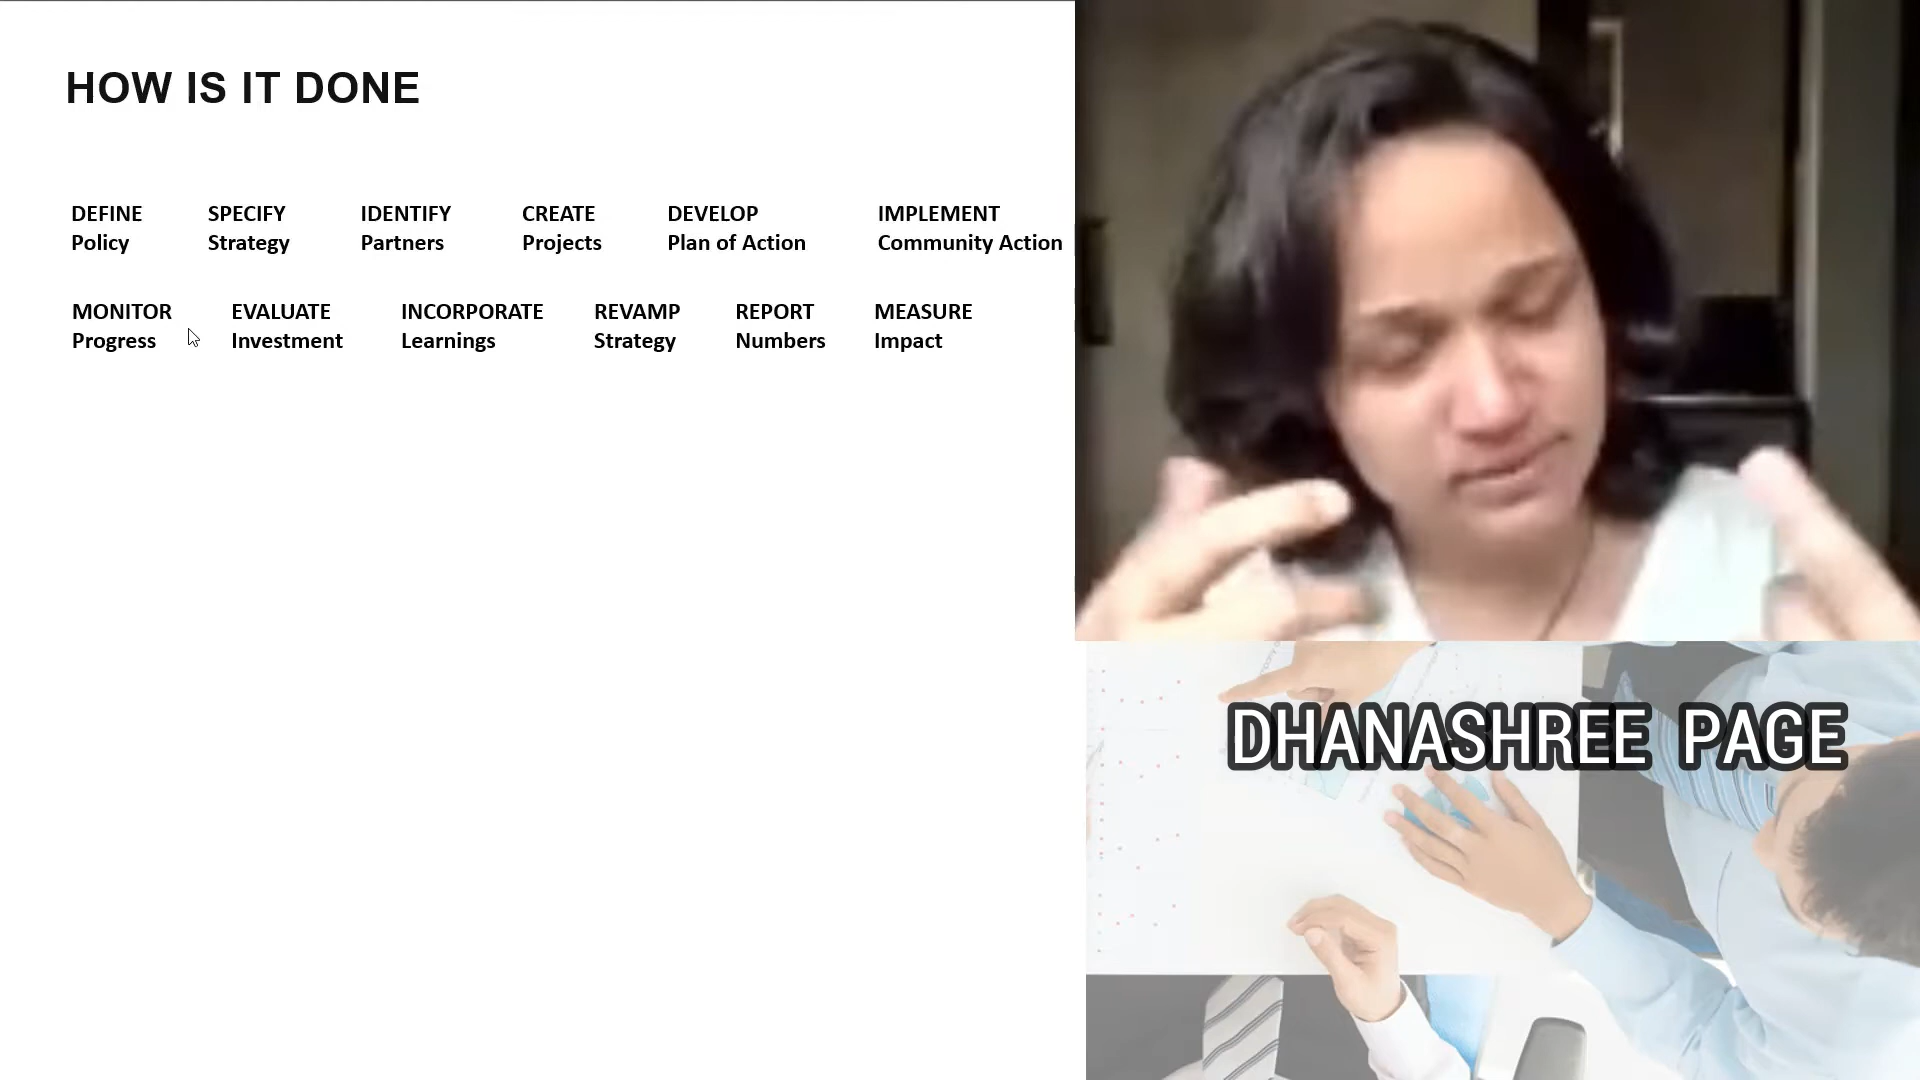 HOW IS IT DONE
DEFINE SPECIFY IDENTIFY CREATE DEVELOP IMPLEMENT
Policy Strategy Partners Projects Plan of Action Community Action
MONITOR EVALUATE INCORPORATE REVAMP REPORT MEASURE
Progress Investment Learnings Strategy Numbers Impact
DHANASHREE PAGE